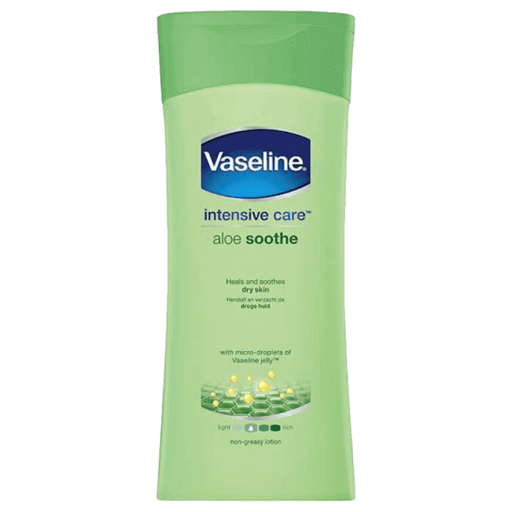 Vaseline®
intensive care™
aloe soothe
Heals and soothes
dry skin
Herstelt en verzacht de
droge huid
with micro-droplets of
Vaseline jelly™
light rich
non-greasy lotion